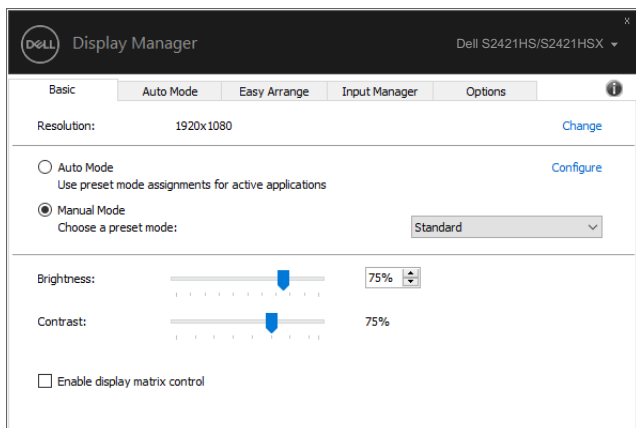 x
DELL Display Manager Dell S2421HS/S2421HSX
Basic Auto Mode Easy Arrange Input Manager Options
Resolution: 1920x1080 Change
Auto Mode Configure
Use preset mode assignments for active applications
Manual Mode
Choose a preset mode: Standard
Brightness: 75%
Contrast: 75%
Enable display matrix control